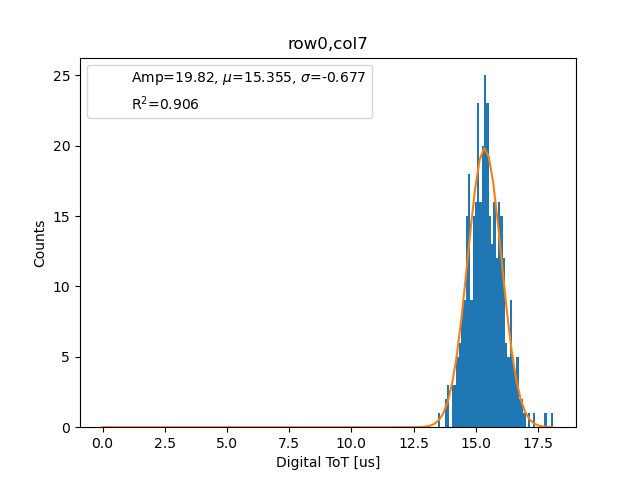 row0,col7
Amp=19.82, μ=15.355, σ=-0.677
R²=0.906
25
20
15
10
5
0
Counts
0.0 2.5 5.0 7.5 10.0 12.5 15.0 17.5
Digital ToT [us]